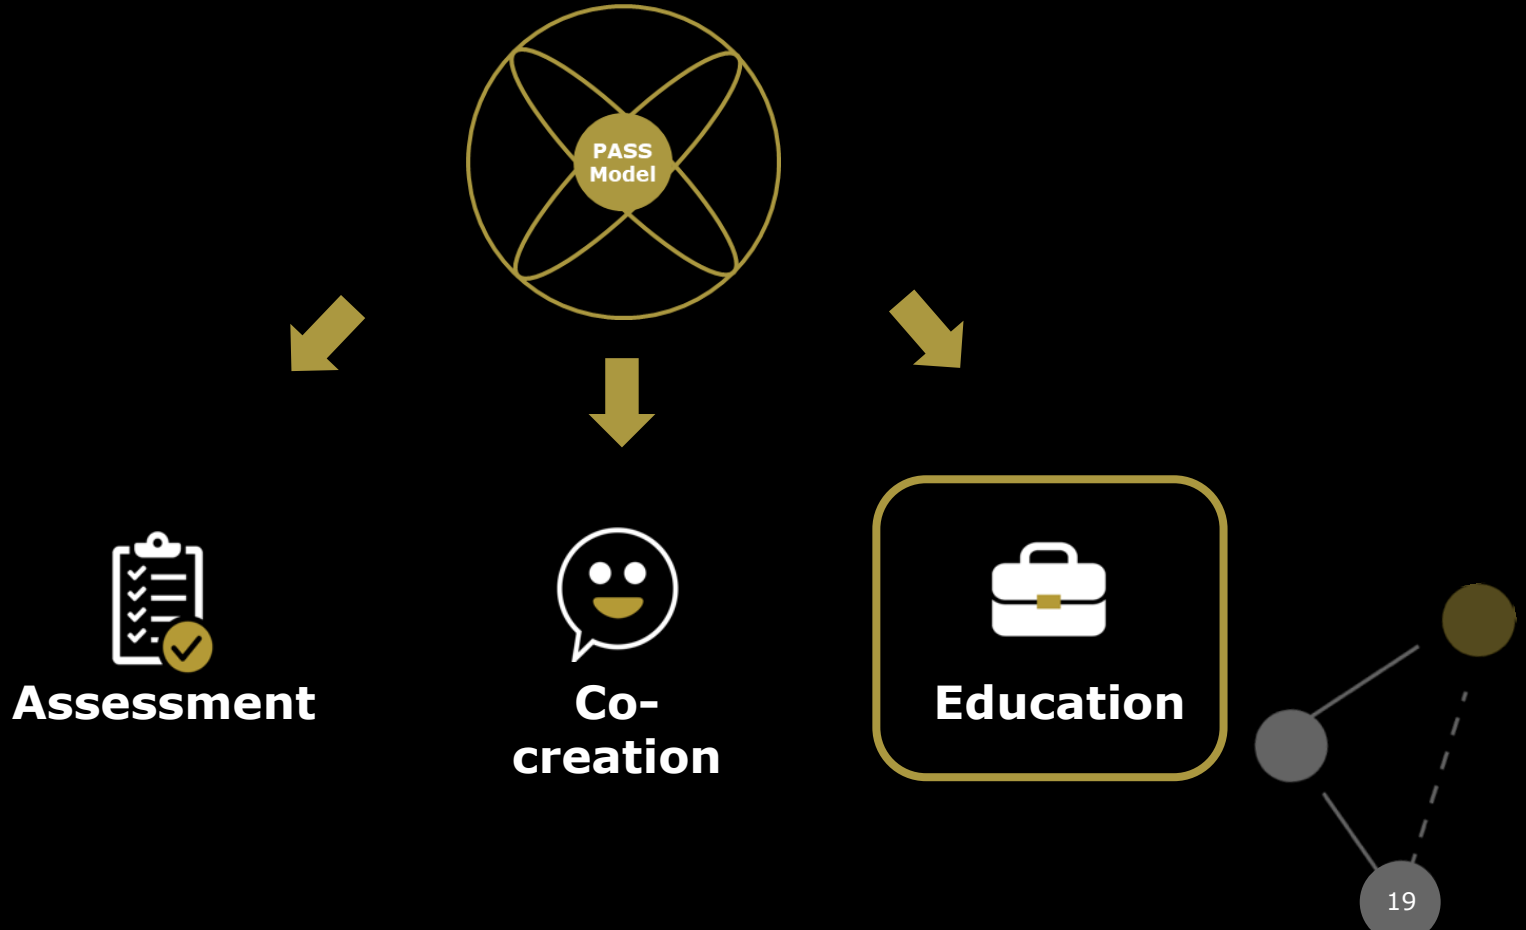 PASS
Model
Assessment
Co-
creation
Education
19